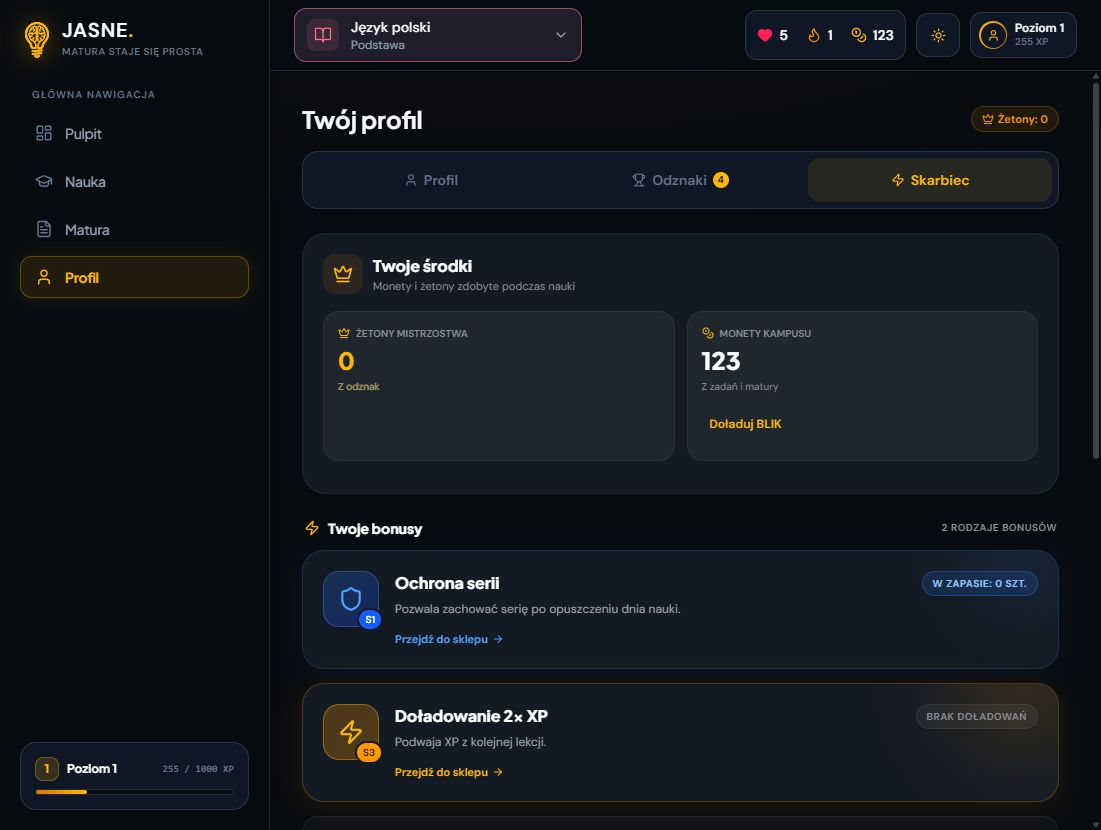 JASNE.
MATURA STAJE SIĘ PROSTA
GŁÓWNA NAWIGACJA
Pulpit
Nauka
Matura
Profil
1
Poziom 1
255 / 1000 XP
Język polski
Podstawa
5
1
123
Poziom 1
255 XP
Twój profil
Żetony: 0
Profil
Odznaki 4
Skarbiec
Twoje środki
Monety i żetony zdobyte podczas nauki
ŻETONY MISTRZOSTWA
0
Z odznak
MONETY KAMPUSU
123
Z zadań i matury
Doładuj BLIK
Twoje bonusy
2 RODZAJE BONUSÓW
Ochrona serii
W ZAPASIE: 0 SZT.
Pozwala zachować serię po opuszczeniu dnia nauki.
S1
Przejdź do sklepu →
Doładowanie 2× XP
BRAK DOŁADOWAŃ
Podwaja XP z kolejnej lekcji.
S3
Przejdź do sklepu →